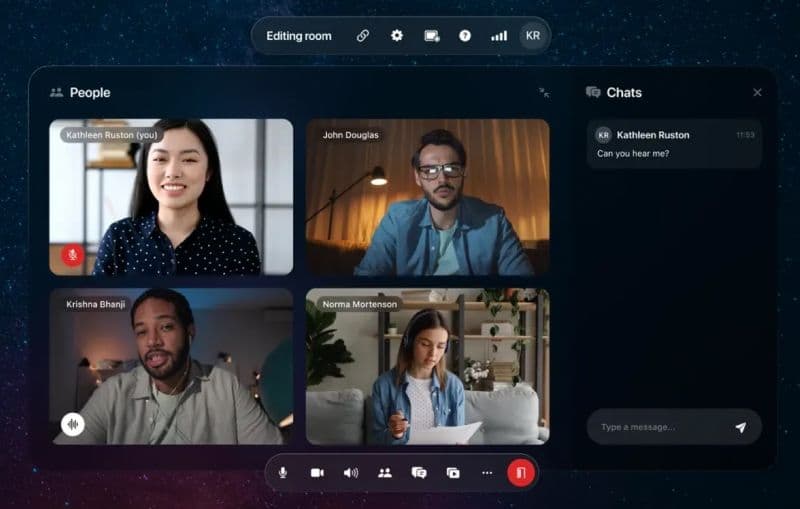 Editing room
KR
People
Kathleen Ruston (you)
John Douglas
Krishna Bhanji
Norma Mortenson
Chats
KR Kathleen Ruston 11:53
Can you hear me?
Type a message...